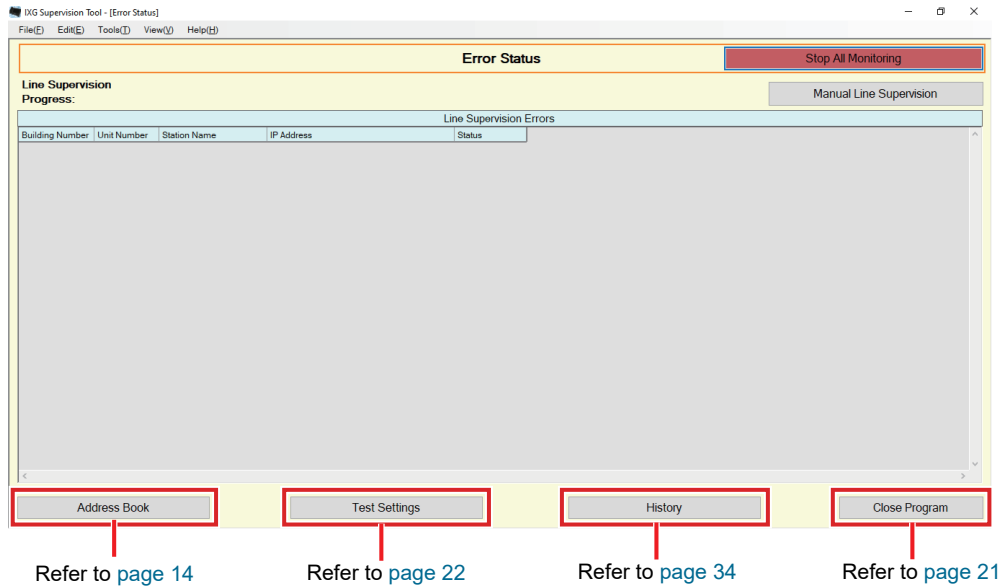 IXG Supervision Tool - [Error Status]
File(F) Edit(E) Tools(T) View(V) Help(H)
Error Status
Stop All Monitoring
Line Supervision
Progress:
Manual Line Supervision
Line Supervision Errors
Building Number Unit Number Station Name IP Address Status
Address Book Test Settings History Close Program
Refer to page 14 Refer to page 22 Refer to page 34 Refer to page 21